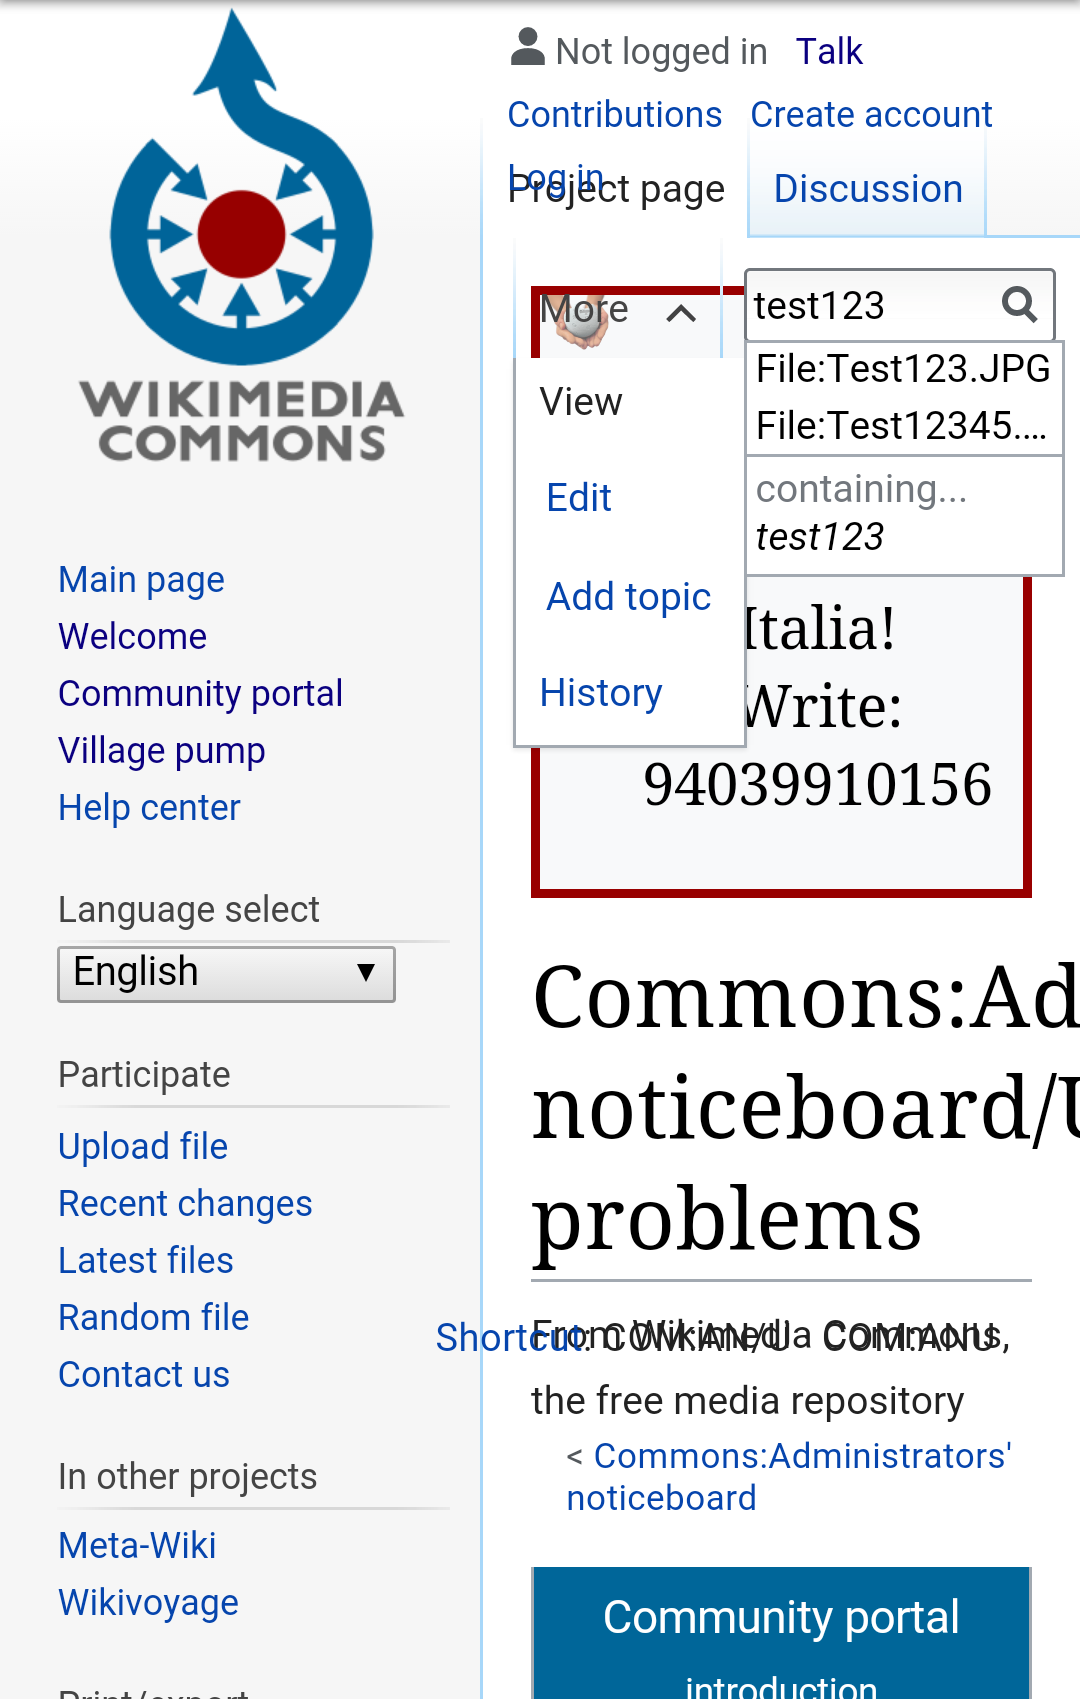 WIKIMEDIA
COMMONS
Main page
Welcome
Community portal
Village pump
Help center
Language select
English
Participate
Upload file
Recent changes
Latest files
Random file
Contact us
In other projects
Meta-Wiki
Wikivoyage
Print/export
Not logged in Talk
Contributions Create account
Log in
Project page Discussion
More
View
Edit
Add topic
History
test123
File:Test123.JPG
File:Test12345....
containing...
test123
Italia!
Write:
94039910156
Commons:Ad
noticeboard/U
problems
Shortcut: COM:AN/U COM:ANU
From Wikimedia Commons,
the free media repository
< Commons:Administrators'
noticeboard
Community portal
introduction